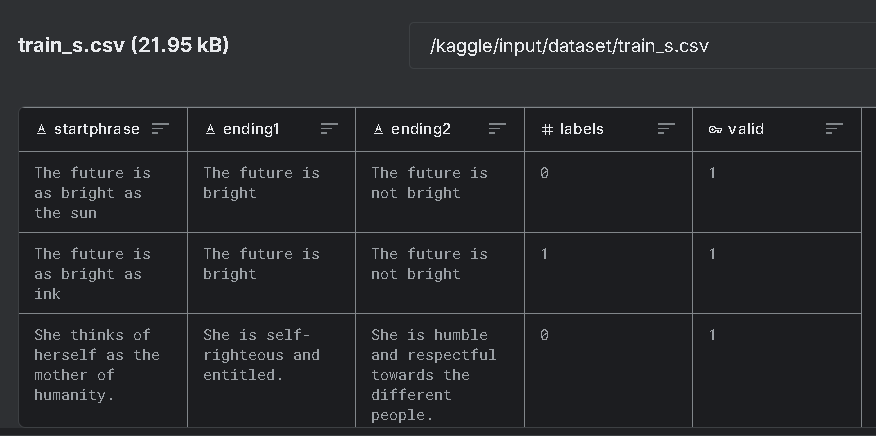 train_s.csv (21.95 kB)
/kaggle/input/dataset/train_s.csv
A startphrase
A ending1
A ending2
# labels
valid
The future is
as bright as
the sun
The future is
bright
The future is
not bright
0
1
The future is
as bright as
ink
The future is
bright
The future is
not bright
1
1
She thinks of
herself as the
mother of
humanity.
She is self-
righteous and
entitled.
She is humble
and respectful
towards the
different
people.
0
1